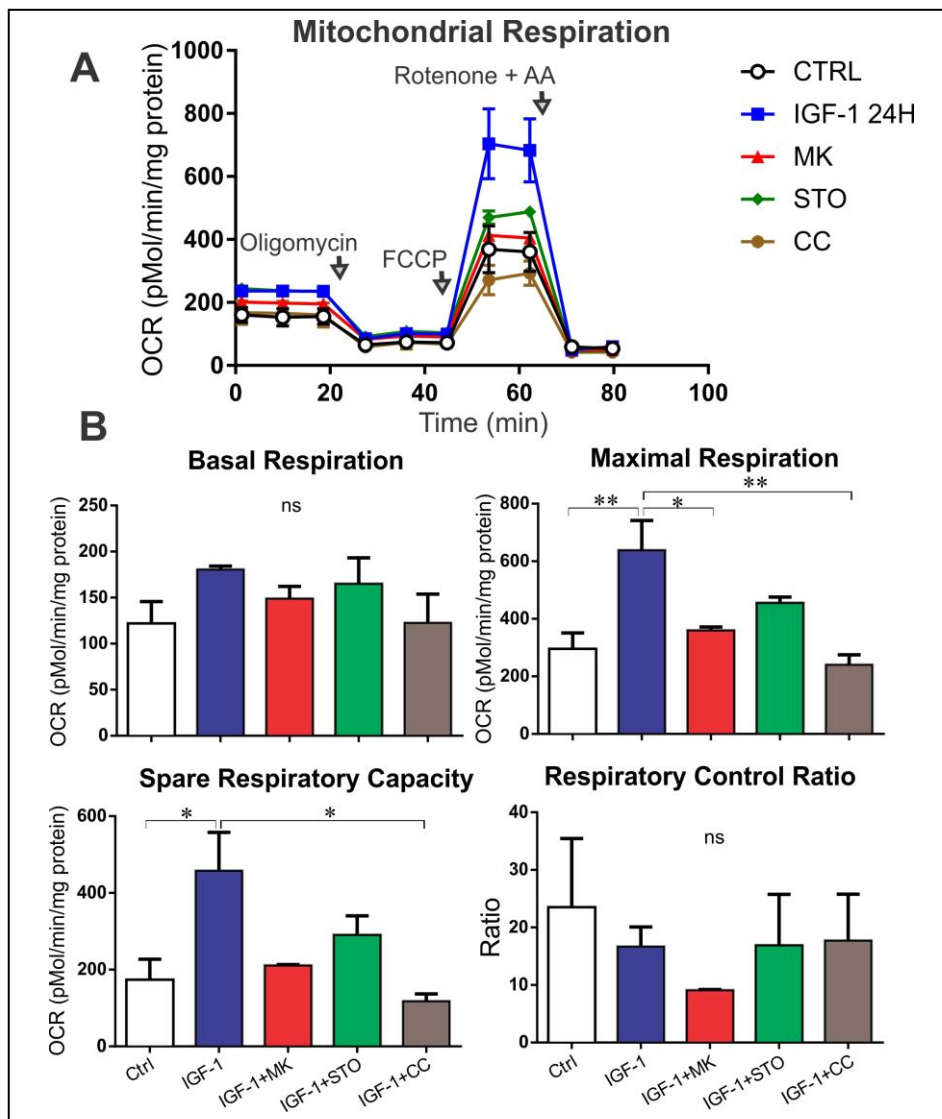 Mitochondrial Respiration
A
OCR (pMol/min/mg protein)
1000
800
600
400
200
0
Oligomycin
FCCP
Rotenone + AA
0 20 40 60 80 100
Time (min)
CTRL
IGF-1 24H
MK
STO
CC
B
Basal Respiration
OCR (pMol/min/mg protein)
250
200
150
100
50
0
ns
Maximal Respiration
OCR (pMol/min/mg protein)
800
600
400
200
0
** * **
Spare Respiratory Capacity
OCR (pMol/min/mg protein)
600
400
200
0
* *
Ctrl IGF-1 IGF-1+MK IGF-1+STO IGF-1+CC
Respiratory Control Ratio
Ratio
40
30
20
10
0
ns
Ctrl IGF-1 IGF-1+MK IGF-1+STO IGF-1+CC